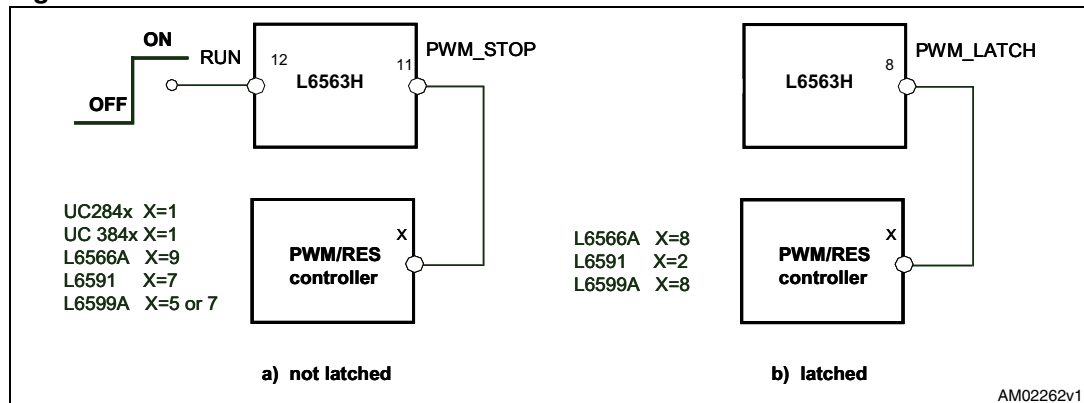 ON
RUN
OFF
12
L6563H
11
PWM_STOP
UC284x X=1
UC 384x X=1
L6566A X=9
L6591 X=7
L6599A X=5 or 7
X
PWM/RES
controller
a) not latched
L6563H
8
PWM_LATCH
L6566A X=8
L6591 X=2
L6599A X=8
X
PWM/RES
controller
b) latched
AM02262v1